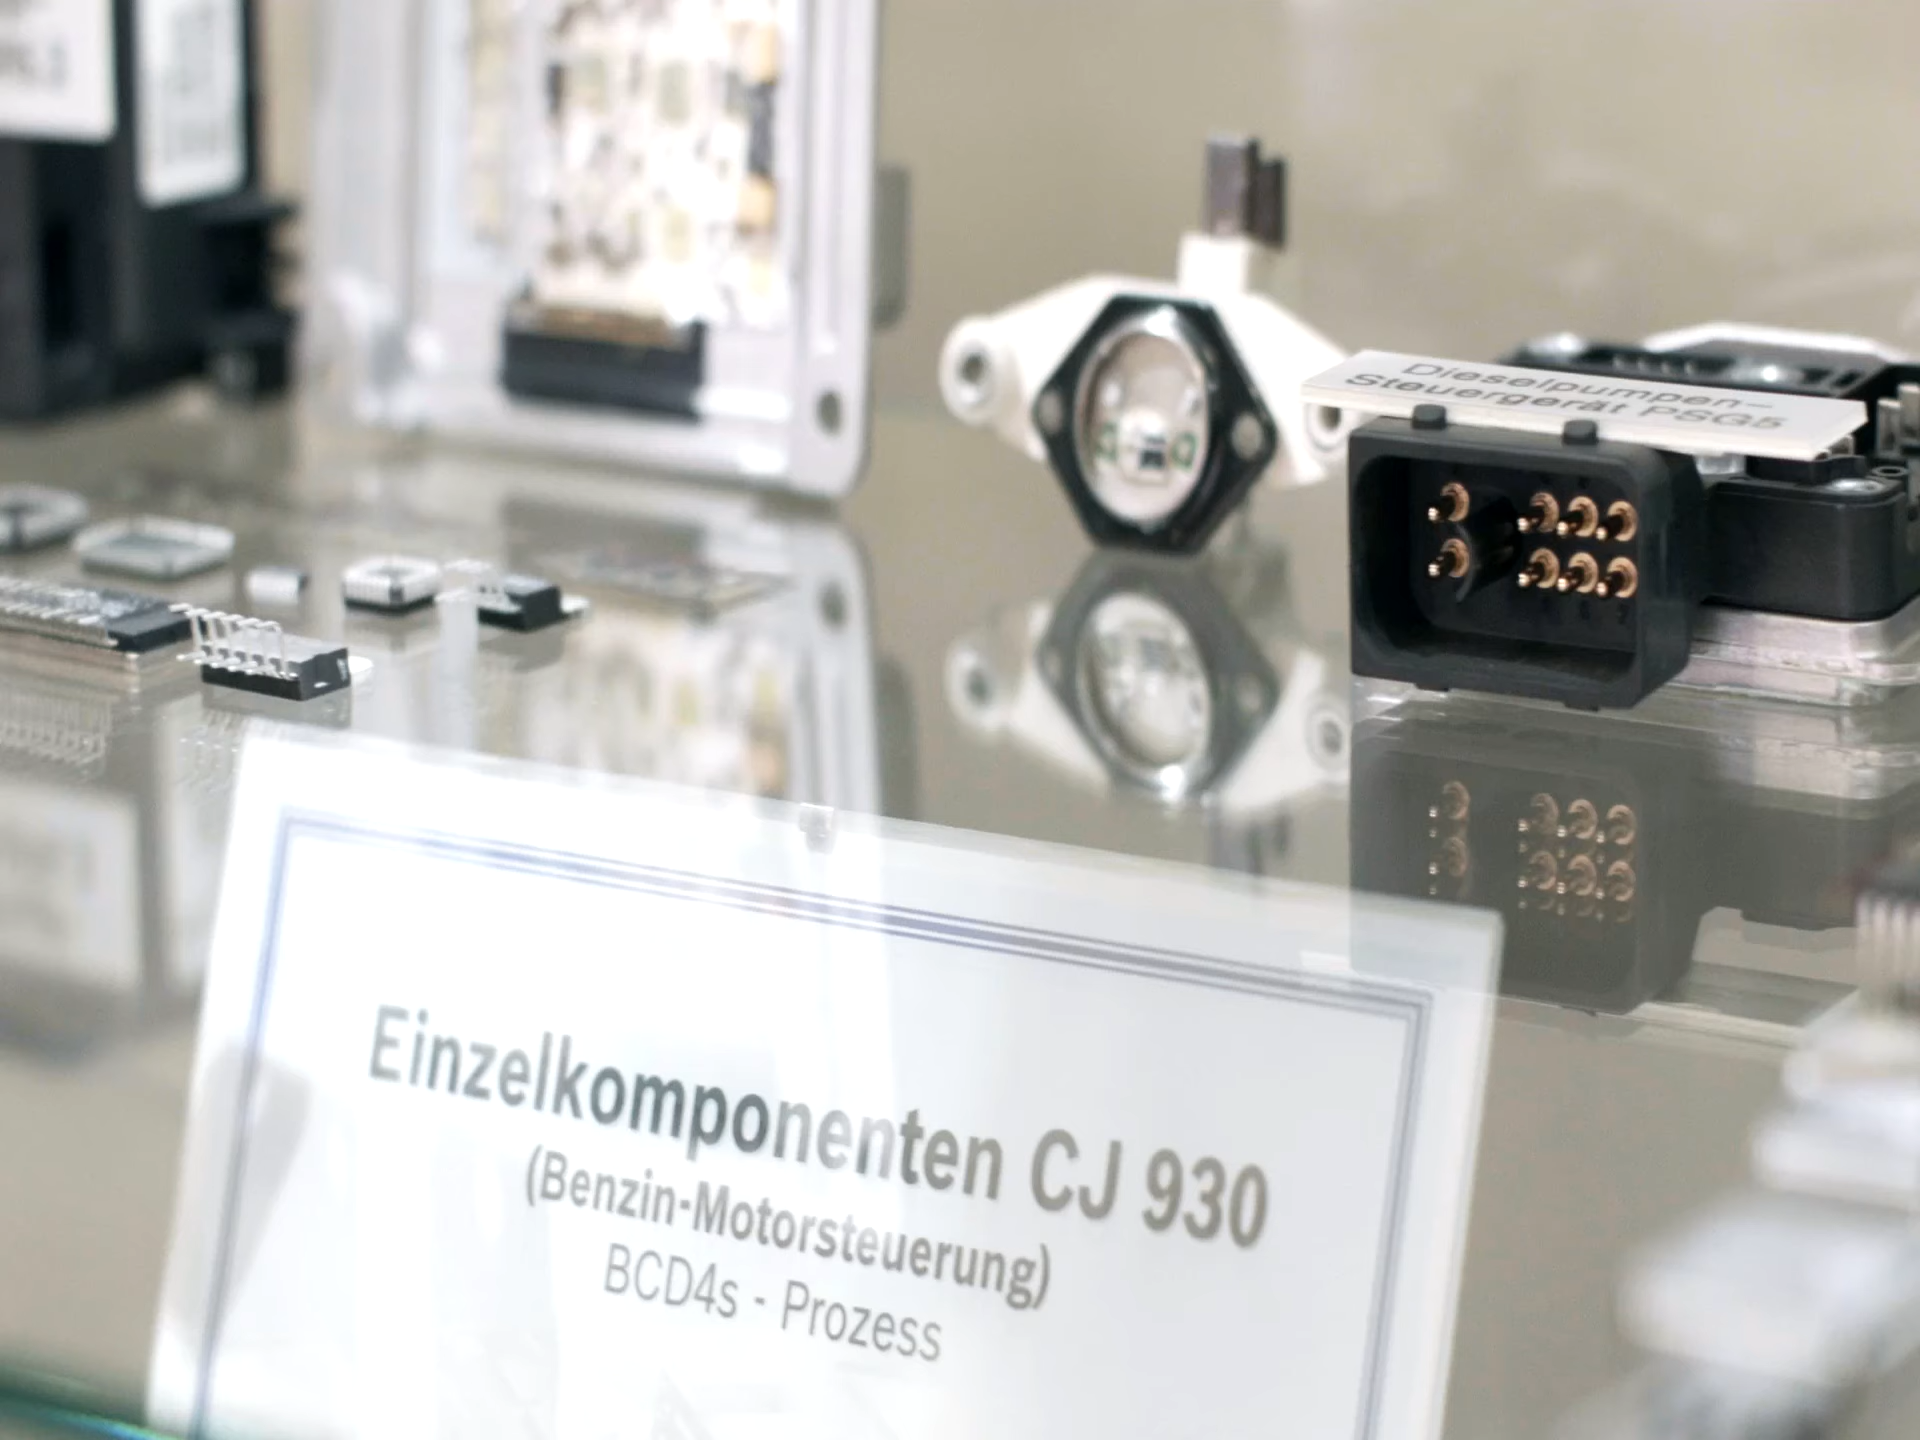 Dieselpumpen–
Steuergerät PSG5
Einzelkomponenten CJ 930
(Benzin-Motorsteuerung)
BCD4s - Prozess